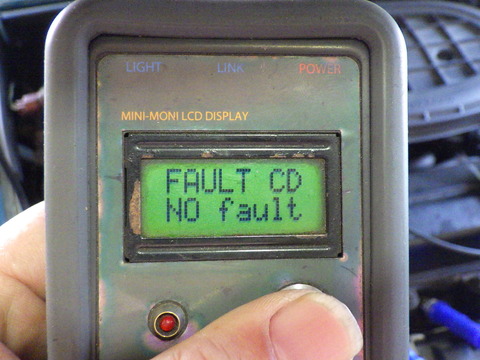 LIGHT LINK POWER
MINI-MONI LCD DISPLAY
FAULT CD
NO fault